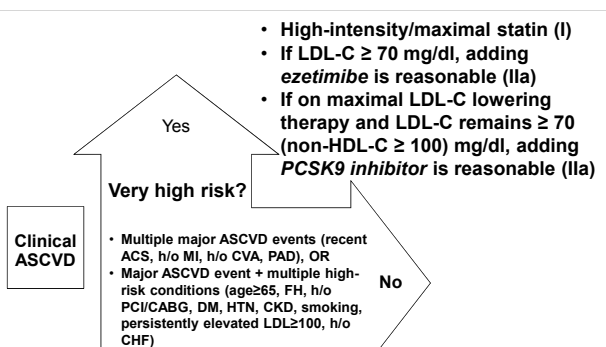 • High-intensity/maximal statin (I)
• If LDL-C ≥ 70 mg/dl, adding
ezetimibe is reasonable (IIa)
• If on maximal LDL-C lowering
therapy and LDL-C remains ≥ 70
(non-HDL-C ≥ 100) mg/dl, adding
PCSK9 inhibitor is reasonable (IIa)
Yes
Very high risk?
Clinical
ASCVD
• Multiple major ASCVD events (recent
ACS, h/o MI, h/o CVA, PAD), OR
• Major ASCVD event + multiple high-
risk conditions (age≥65, FH, h/o
PCI/CABG, DM, HTN, CKD, smoking,
persistently elevated LDL≥100, h/o
CHF)
No